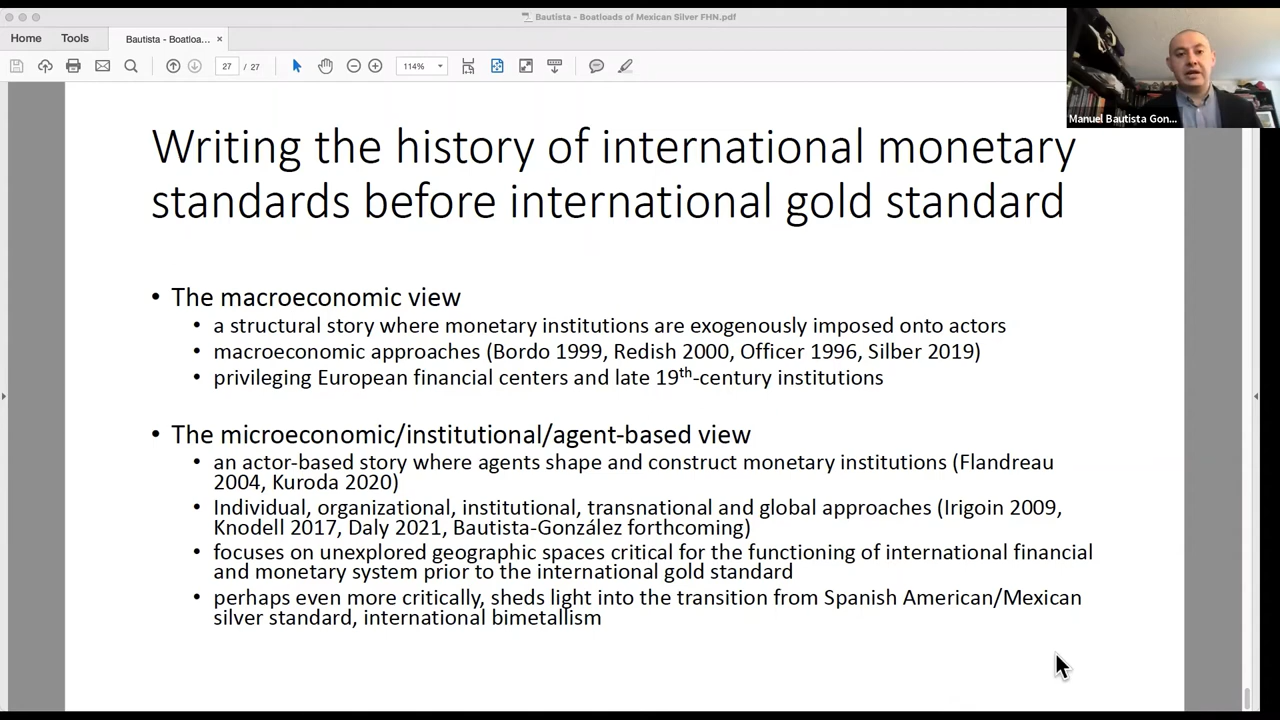 Bautista - Boatloads of Mexican Silver FHN.pdf
Home Tools Bautista - Boatloa... ×
27 / 27 114%
Manuel Bautista Gon...
Writing the history of international monetary
standards before international gold standard
• The macroeconomic view
• a structural story where monetary institutions are exogenously imposed onto actors
• macroeconomic approaches (Bordo 1999, Redish 2000, Officer 1996, Silber 2019)
• privileging European financial centers and late 19th-century institutions
• The microeconomic/institutional/agent-based view
• an actor-based story where agents shape and construct monetary institutions (Flandreau
2004, Kuroda 2020)
• Individual, organizational, institutional, transnational and global approaches (Irigoin 2009,
Knodell 2017, Daly 2021, Bautista-González forthcoming)
• focuses on unexplored geographic spaces critical for the functioning of international financial
and monetary system prior to the international gold standard
• perhaps even more critically, sheds light into the transition from Spanish American/Mexican
silver standard, international bimetallism